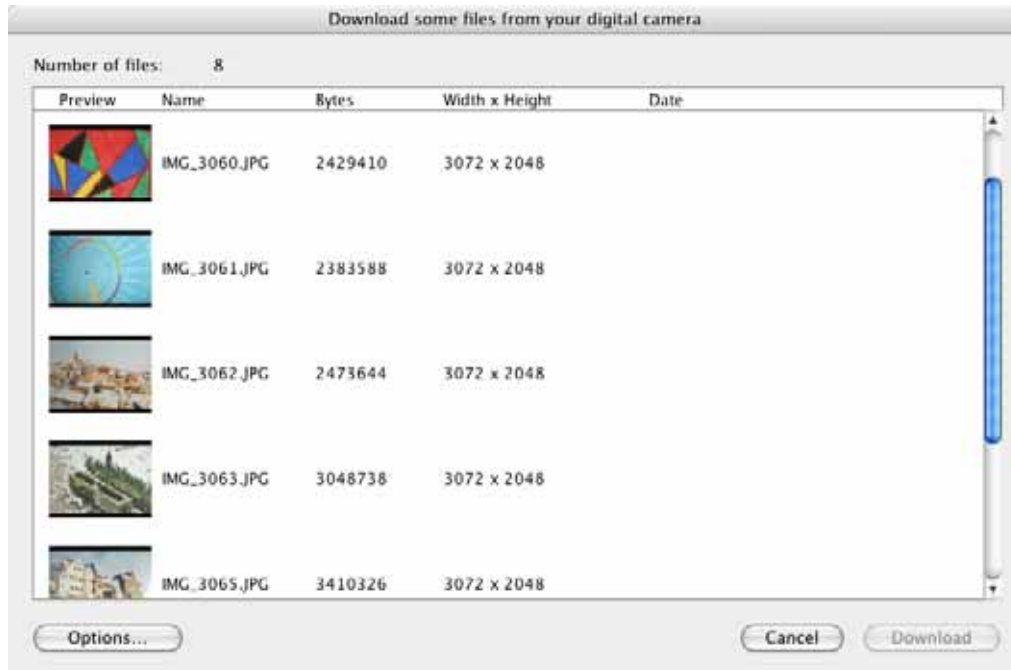 Download some files from your digital camera
Number of files: 8
Preview Name Bytes Width x Height Date
IMG_3060.JPG 2429410 3072 x 2048
IMG_3061.JPG 2383588 3072 x 2048
IMG_3062.JPG 2473644 3072 x 2048
IMG_3063.JPG 3048738 3072 x 2048
IMG_3065.JPG 3410326 3072 x 2048
Options... Cancel Download